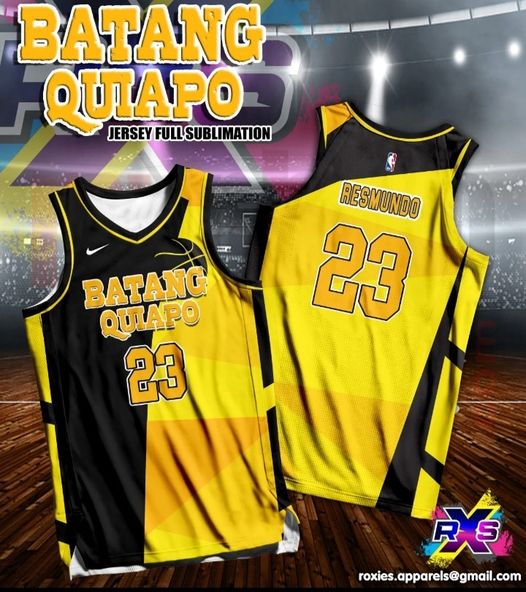 BATANG
QUIAPO
JERSEY FULL SUBLIMATION
RESMUNDO
23
BATANG
QUIAPO
23
RXS
roxies.apparels@gmail.com